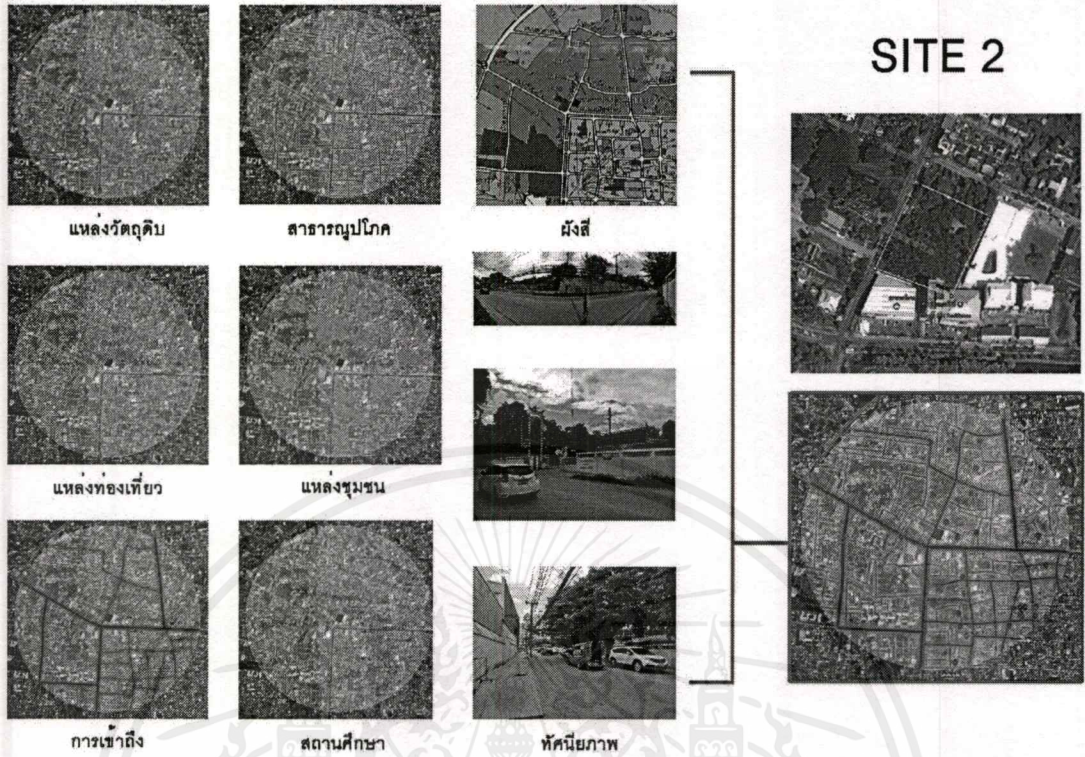 SITE 2
แหล่งวัตถุดิบ
สาธารณูปโภค
ผังสี
แหล่งท่องเที่ยว
แหล่งชุมชน
การเข้าถึง
สถานศึกษา
ทัศนียภาพ